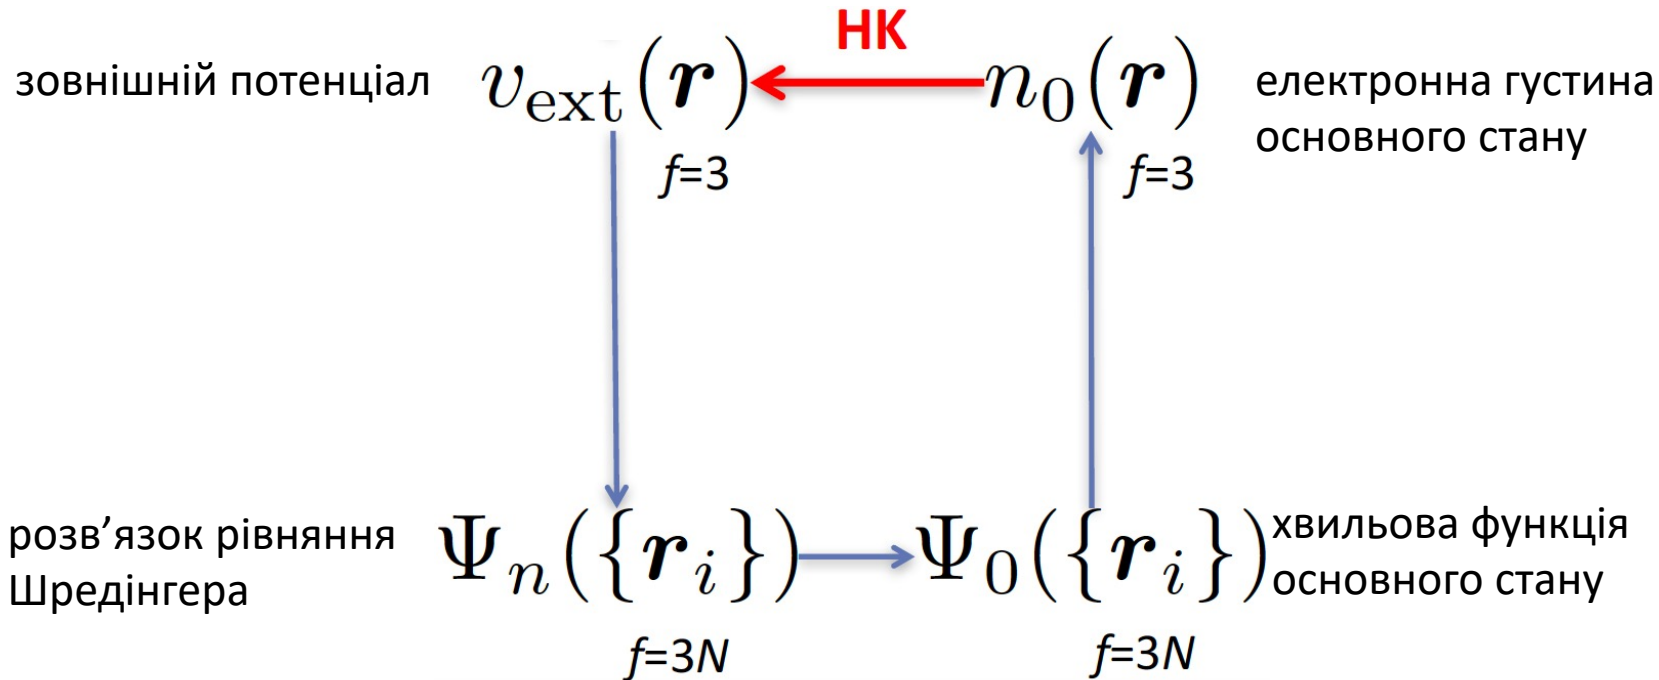 HK
зовнішній потенціал
v_ext(r)
n_0(r)
електронна густина
основного стану
f=3
f=3
розв’язок рівняння
Шредінгера
Ψ_n({r_i})
Ψ_0({r_i})
хвильова функція
основного стану
f=3N
f=3N